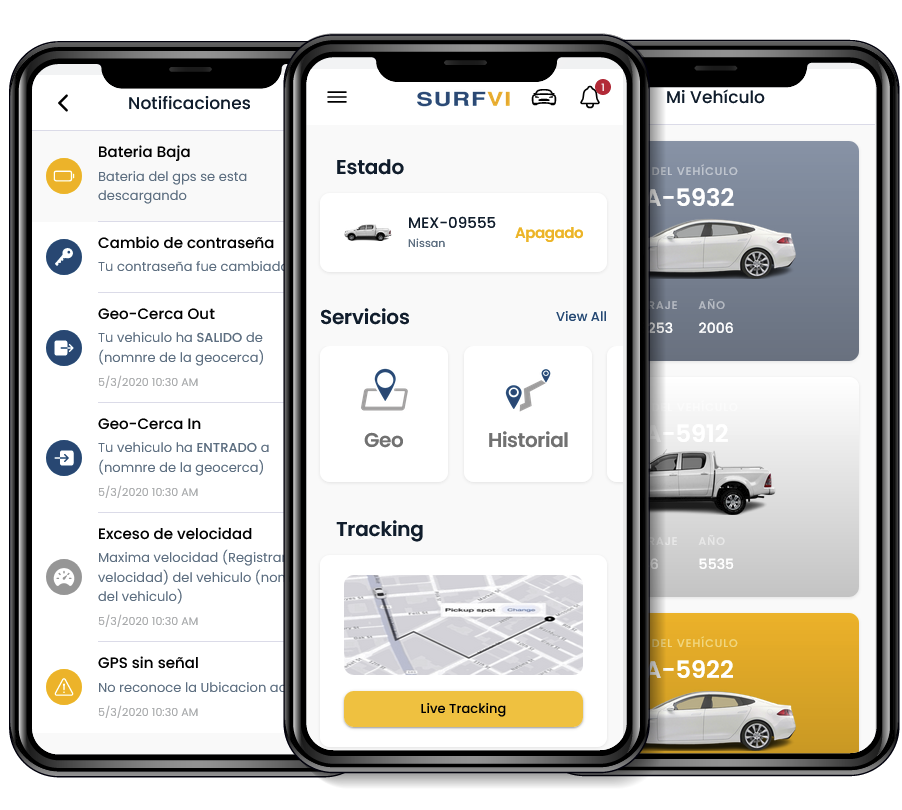 Notificaciones
Bateria Baja
Bateria del gps se esta
descargando
Cambio de contraseña
Tu contraseña fue cambiada
Geo-Cerca Out
Tu vehiculo ha SALIDO de
(nomnre de la geocerca)
5/3/2020 10:30 AM
Geo-Cerca In
Tu vehiculo ha ENTRADO a
(nomnre de la geocerca)
5/3/2020 10:30 AM
Exceso de velocidad
Maxima velocidad (Registrar
velocidad) del vehiculo (non
del vehiculo)
5/3/2020 10:30 AM
GPS sin señal
No reconoce la Ubicacion ac
5/3/2020 10:30 AM
SURFVI
1
Estado
MEX-09555
Nissan
Apagado
Servicios
View All
Geo
Historial
Tracking
Pickup spot
Change
Live Tracking
Mi Vehículo
DEL VEHÍCULO
A-5932
RAJE AÑO
253 2006
DEL VEHÍCULO
A-5912
RAJE AÑO
6 5535
DEL VEHÍCULO
A-5922